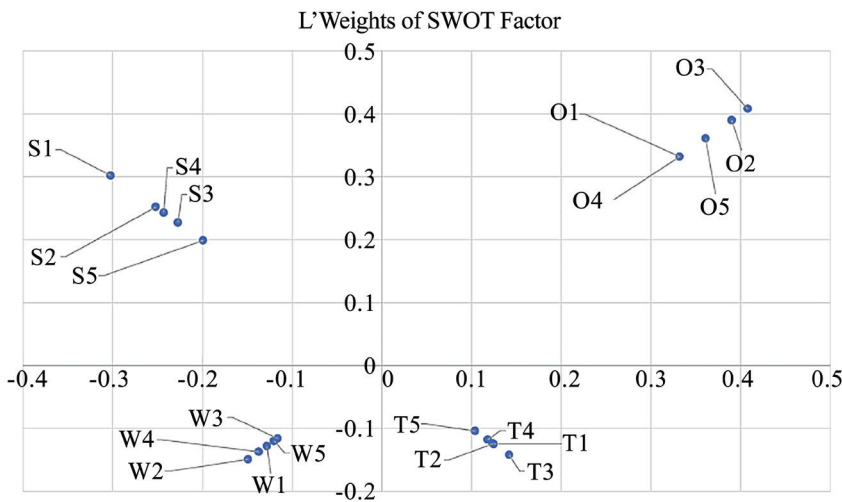 L'Weights of SWOT Factor
0.5
O3
0.4
O1
S1
S4
O2
0.3
S3
O4
O5
S2
0.2
S5
0.1
0
-0.4 -0.3 -0.2 -0.1 0 0.1 0.2 0.3 0.4 0.5
W3
-0.1
T5
T4
W4
W5
T1
W2
T2
T3
W1
-0.2